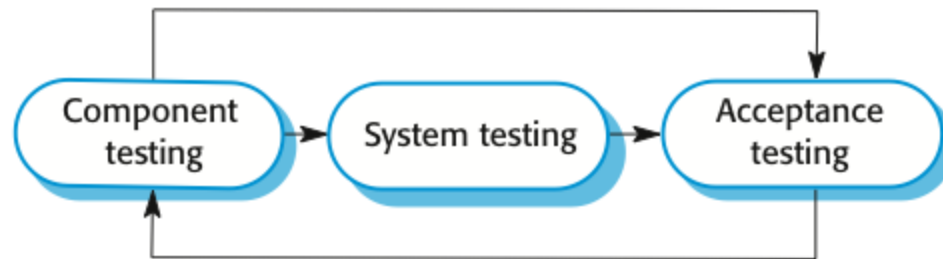 Component
testing
System testing
Acceptance
testing